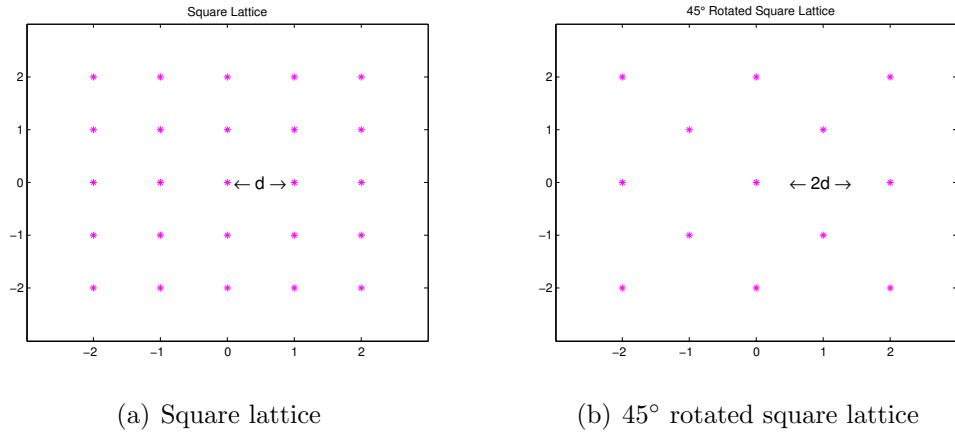 Square Lattice
2
1
0
−1
−2
← d →
−2 −1 0 1 2
(a) Square lattice
45° Rotated Square Lattice
2
1
0
−1
−2
← 2d →
−2 −1 0 1 2
(b) 45° rotated square lattice